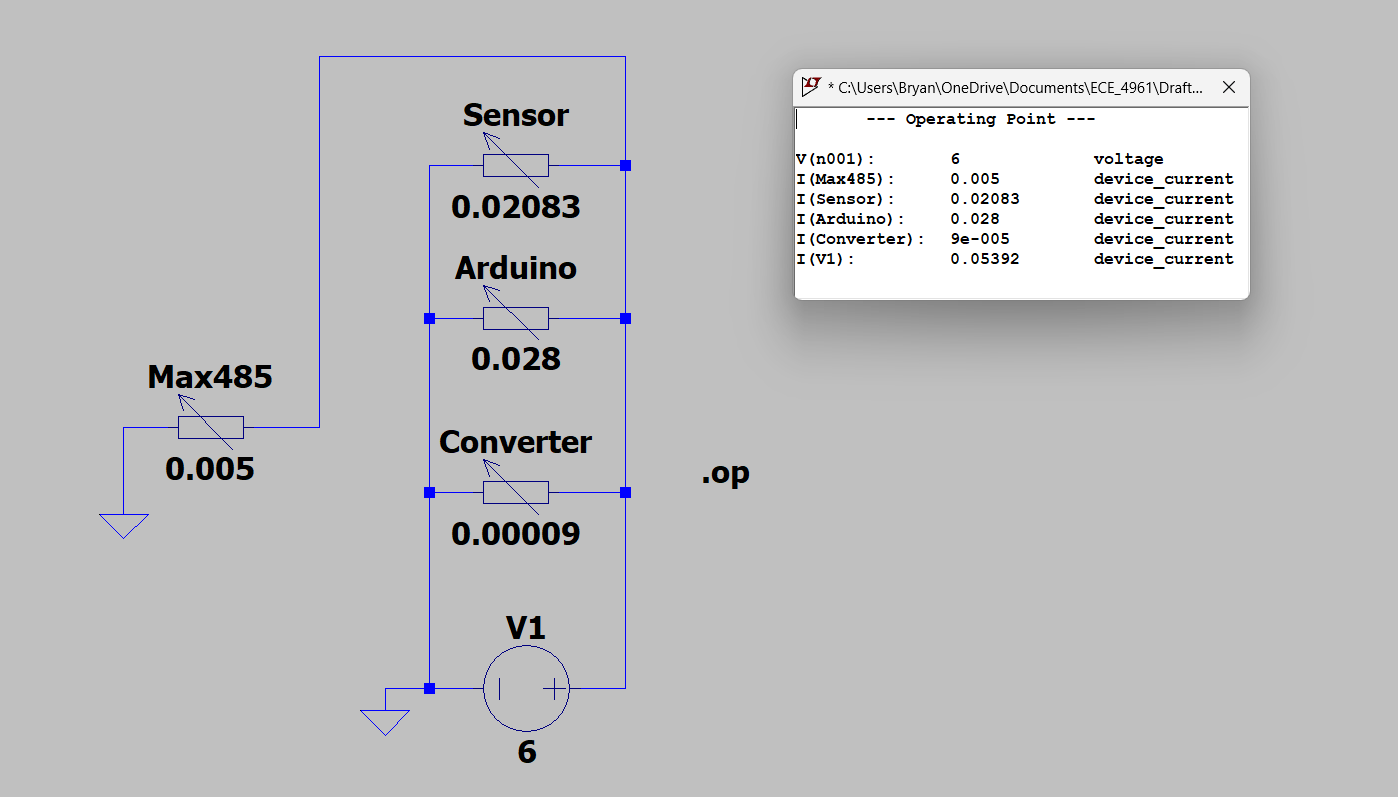 Sensor
0.02083
Arduino
0.028
Max485
0.005
Converter
0.00009
.op
V1
6
* C:\Users\Bryan\OneDrive\Documents\ECE_4961\Draft...
--- Operating Point ---
V(n001): 6 voltage
I(Max485): 0.005 device_current
I(Sensor): 0.02083 device_current
I(Arduino): 0.028 device_current
I(Converter): 9e-005 device_current
I(V1): 0.05392 device_current